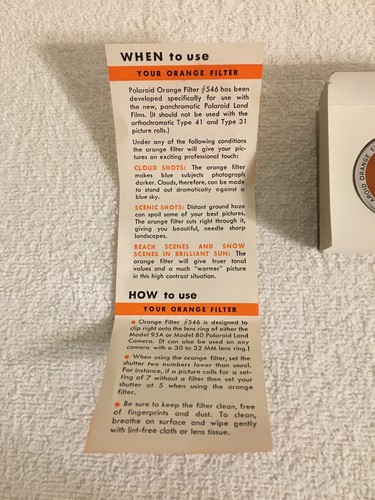 WHEN to use
YOUR ORANGE FILTER
Polaroid Orange Filter #546 has been
developed specifically for use with
the new, panchromatic Polaroid Land
Films. (It should not be used with the
orthochromatic Type 41 and Type 31
picture rolls.)
Under any of the following conditions
the orange filter will give your pic-
tures an exciting professional touch:
CLOUD SHOTS: The orange filter
makes blue subjects photograph
darker. Clouds, therefore, can be made
to stand out dramatically against a
blue sky.
SCENIC SHOTS: Distant ground haze
can spoil some of your best pictures.
The orange filter cuts right through it,
giving you beautiful, needle sharp
landscapes.
BEACH SCENES AND SNOW
SCENES IN BRILLIANT SUN: The
orange filter will give truer tonal
values and a much "warmer" picture
in this high contrast situation.
HOW to use
YOUR ORANGE FILTER
• Orange Filter #546 is designed to
clip right onto the lens ring of either the
Model 95A or Model 80 Polaroid Land
Camera. (It can also be used on any
camera with a 30 to 32 MM lens ring.)
• When using the orange filter, set the
shutter two numbers lower than usual.
For instance, if a picture calls for a set-
ting of 7 without a filter then set your
shutter at 5 when using the orange
filter.
• Be sure to keep the filter clean, free
of fingerprints and dust. To clean,
breathe on surface and wipe gently
with lint-free cloth or lens tissue.
ORANGE